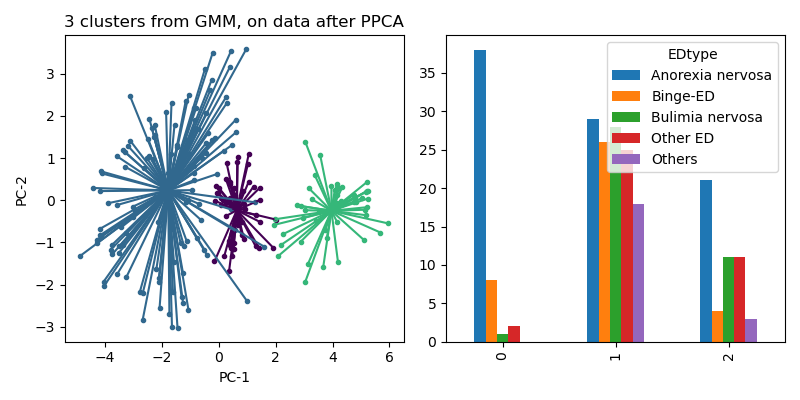 3 clusters from GMM, on data after PPCA
PC-2
3
2
1
0
−1
−2
−3
−4
−2
0
2
4
6
PC-1
35
30
25
20
15
10
5
0
0
1
2
EDtype
Anorexia nervosa
Binge-ED
Bulimia nervosa
Other ED
Others